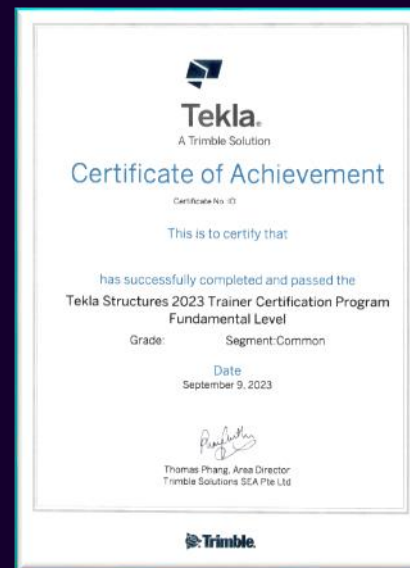 Tekla®
A Trimble Solution
Certificate of Achievement
Certificate No. ID:
This is to certify that
has successfully completed and passed the
Tekla Structures 2023 Trainer Certification Program
Fundamental Level
Grade: Segment:Common
Date
September 9, 2023
Thomas Phang, Area Director
Trimble Solutions SEA Pte Ltd
Trimble.